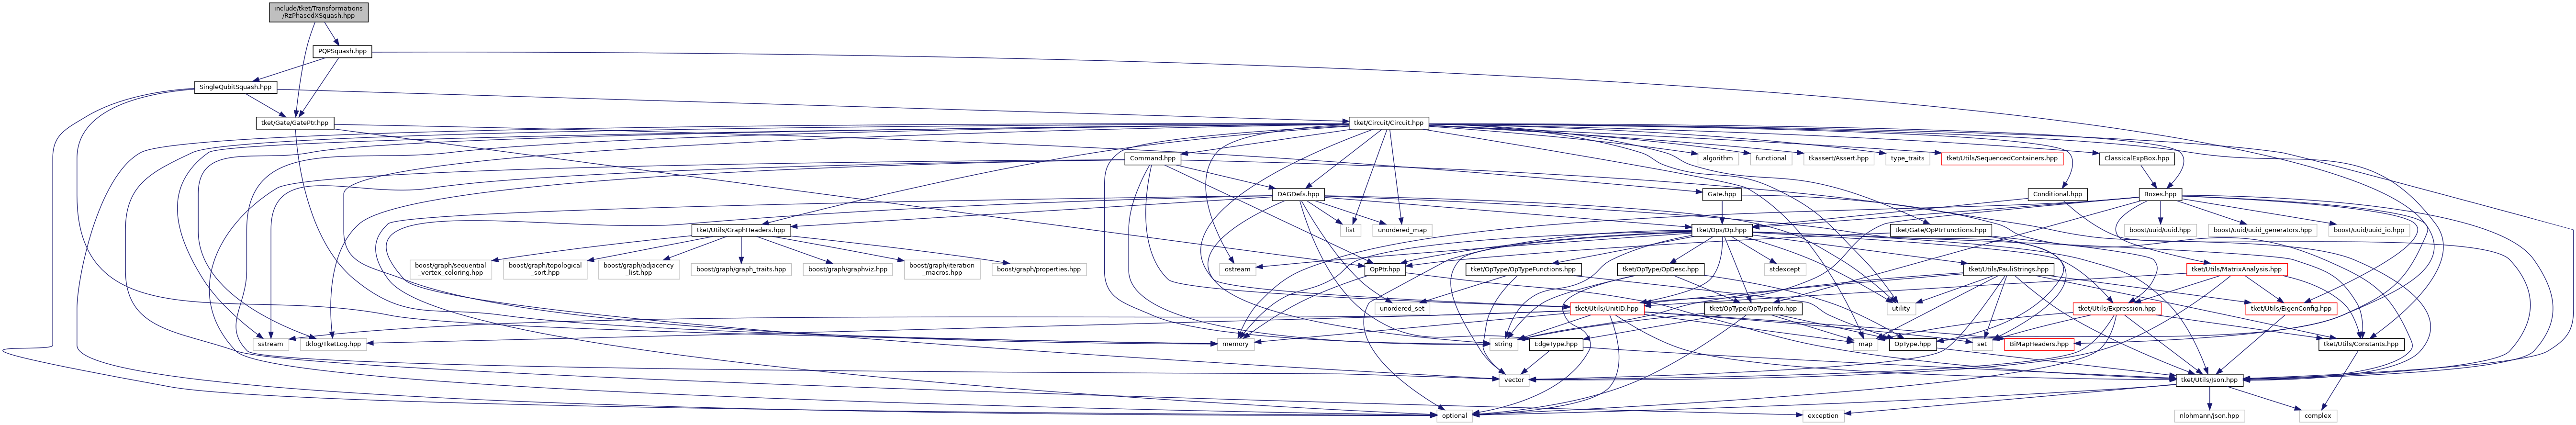 include/tket/Transformations
/RzPhasedXSquash.hpp
PQPSquash.hpp
SingleQubitSquash.hpp
tket/Gate/GatePtr.hpp
tket/Circuit/Circuit.hpp
Command.hpp
algorithm
functional
tkassert/Assert.hpp
type_traits
tket/Utils/SequencedContainers.hpp
ClassicalExpBox.hpp
DAGDefs.hpp
Gate.hpp
Conditional.hpp
Boxes.hpp
tket/Utils/GraphHeaders.hpp
list
unordered_map
tket/Ops/Op.hpp
tket/Gate/OpPtrFunctions.hpp
boost/uuid/uuid.hpp
boost/uuid/uuid_generators.hpp
boost/uuid/uuid_io.hpp
boost/graph/sequential
_vertex_coloring.hpp
boost/graph/topological
_sort.hpp
boost/graph/adjacency
_list.hpp
boost/graph/graph_traits.hpp
boost/graph/graphviz.hpp
boost/graph/iteration
_macros.hpp
boost/graph/properties.hpp
ostream
OpPtr.hpp
tket/OpType/OpTypeFunctions.hpp
tket/OpType/OpDesc.hpp
stdexcept
tket/Utils/PauliStrings.hpp
tket/Utils/MatrixAnalysis.hpp
unordered_set
tket/Utils/UnitID.hpp
tket/OpType/OpTypeInfo.hpp
utility
tket/Utils/Expression.hpp
tket/Utils/EigenConfig.hpp
sstream
tklog/TketLog.hpp
memory
string
EdgeType.hpp
map
OpType.hpp
set
BiMapHeaders.hpp
tket/Utils/Constants.hpp
vector
tket/Utils/Json.hpp
optional
exception
nlohmann/json.hpp
complex